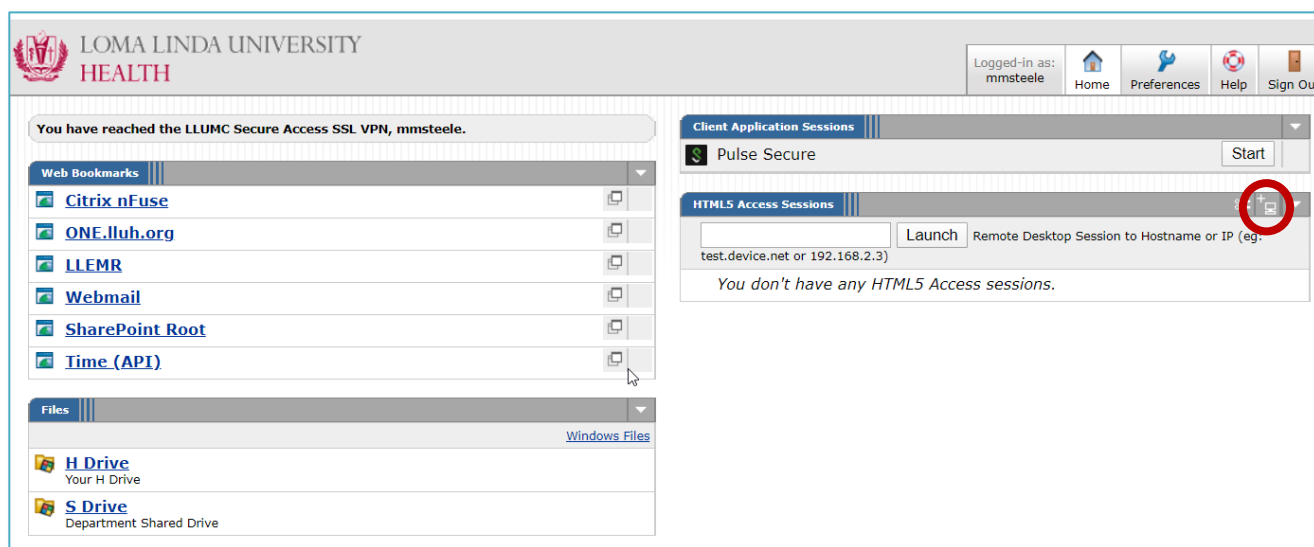 LOMA LINDA UNIVERSITY
HEALTH
Logged-in as:
mmsteele
Home
Preferences
Help
Sign Ou
You have reached the LLUMC Secure Access SSL VPN, mmsteele.
Web Bookmarks
Citrix nFuse
ONE.lluh.org
LLEMR
Webmail
SharePoint Root
Time (API)
Files
Windows Files
H Drive
Your H Drive
S Drive
Department Shared Drive
Client Application Sessions
Pulse Secure
Start
HTML5 Access Sessions
Launch Remote Desktop Session to Hostname or IP (eg.
test.device.net or 192.168.2.3)
You don't have any HTML5 Access sessions.